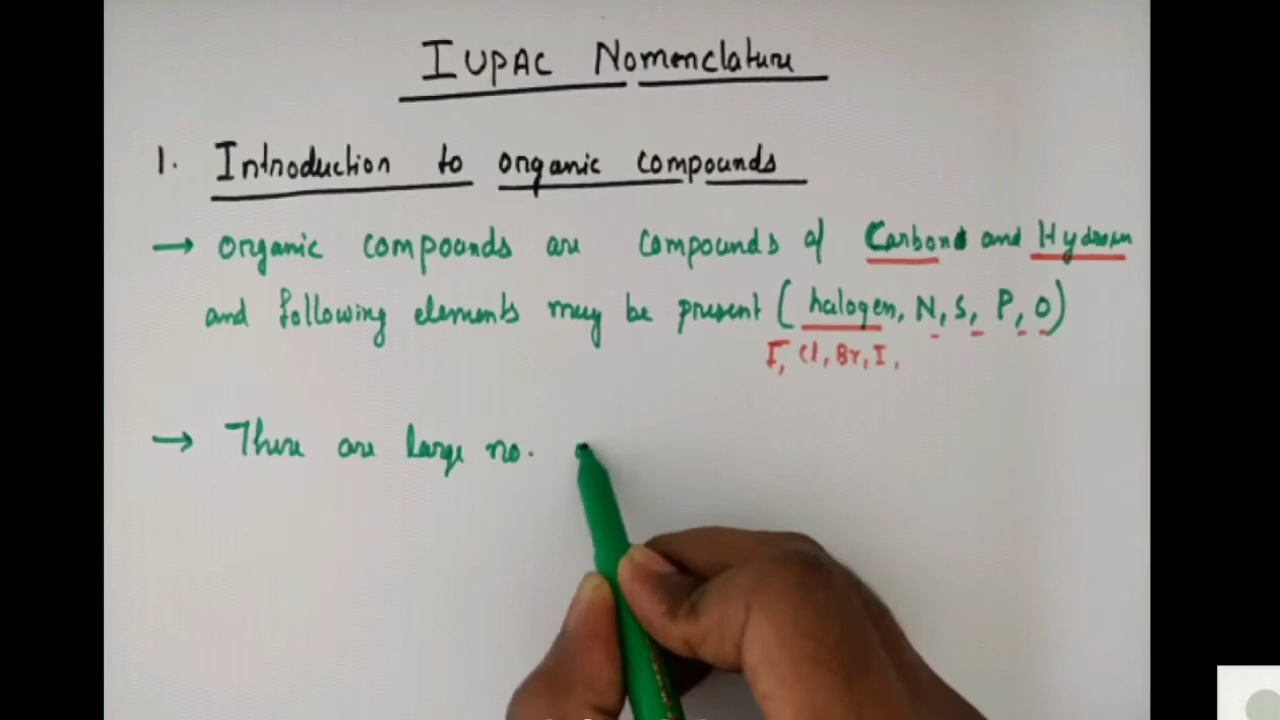 IUPAC Nomenclature
1. Introduction to organic compounds
→ organic compounds are compounds of Carbon and Hydrogen
and following elements may be present ( halogen, N, S, P, O)
F, Cl, Br, I,
→ There are large no.